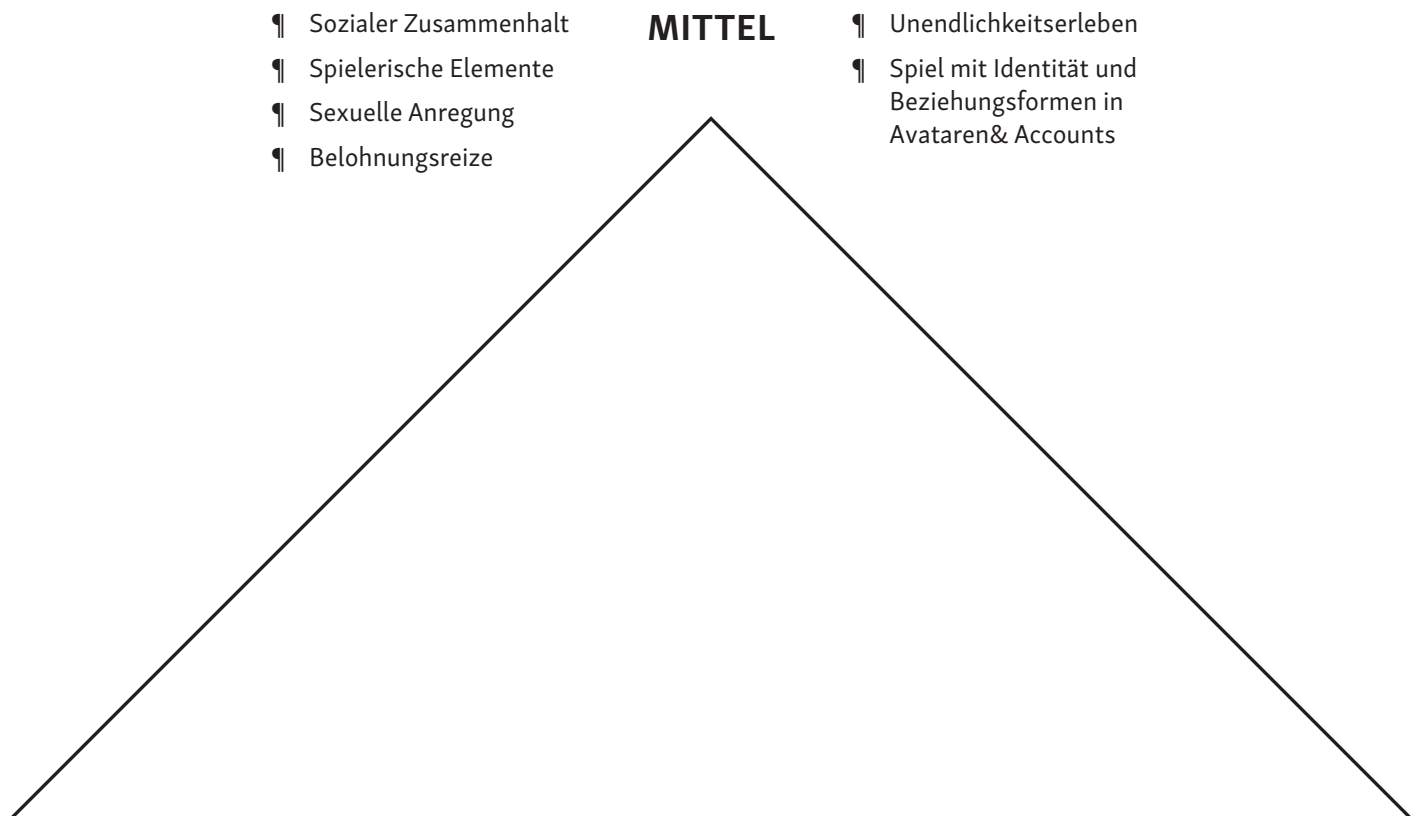 ¶ Sozialer Zusammenhalt
¶ Spielerische Elemente
¶ Sexuelle Anregung
¶ Belohnungsreize
MITTEL
¶ Unendlichkeitserleben
¶ Spiel mit Identität und
Beziehungsformen in
Avataren& Accounts